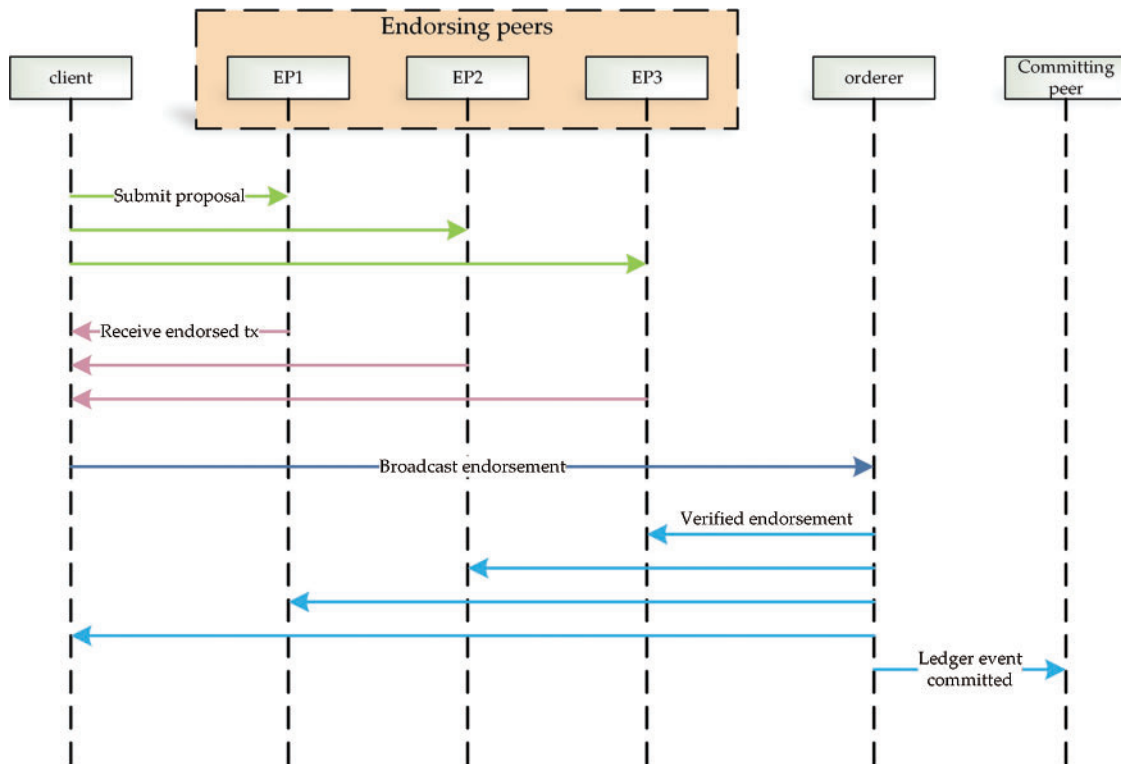 Endorsing peers
client
EP1
EP2
EP3
orderer
Committing
peer
Submit proposal
Receive endorsed tx
Broadcast endorsement
Verified endorsement
Ledger event
committed